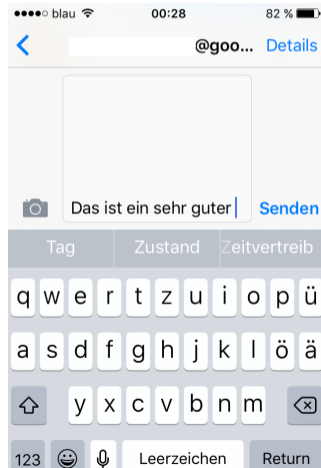 blau 00:28 82 %
@goo... Details
Das ist ein sehr guter Senden
Tag Zustand Zeitvertreib
q w e r t z u i o p ü
a s d f g h j k l ö ä
y x c v b n m
123 Leerzeichen Return